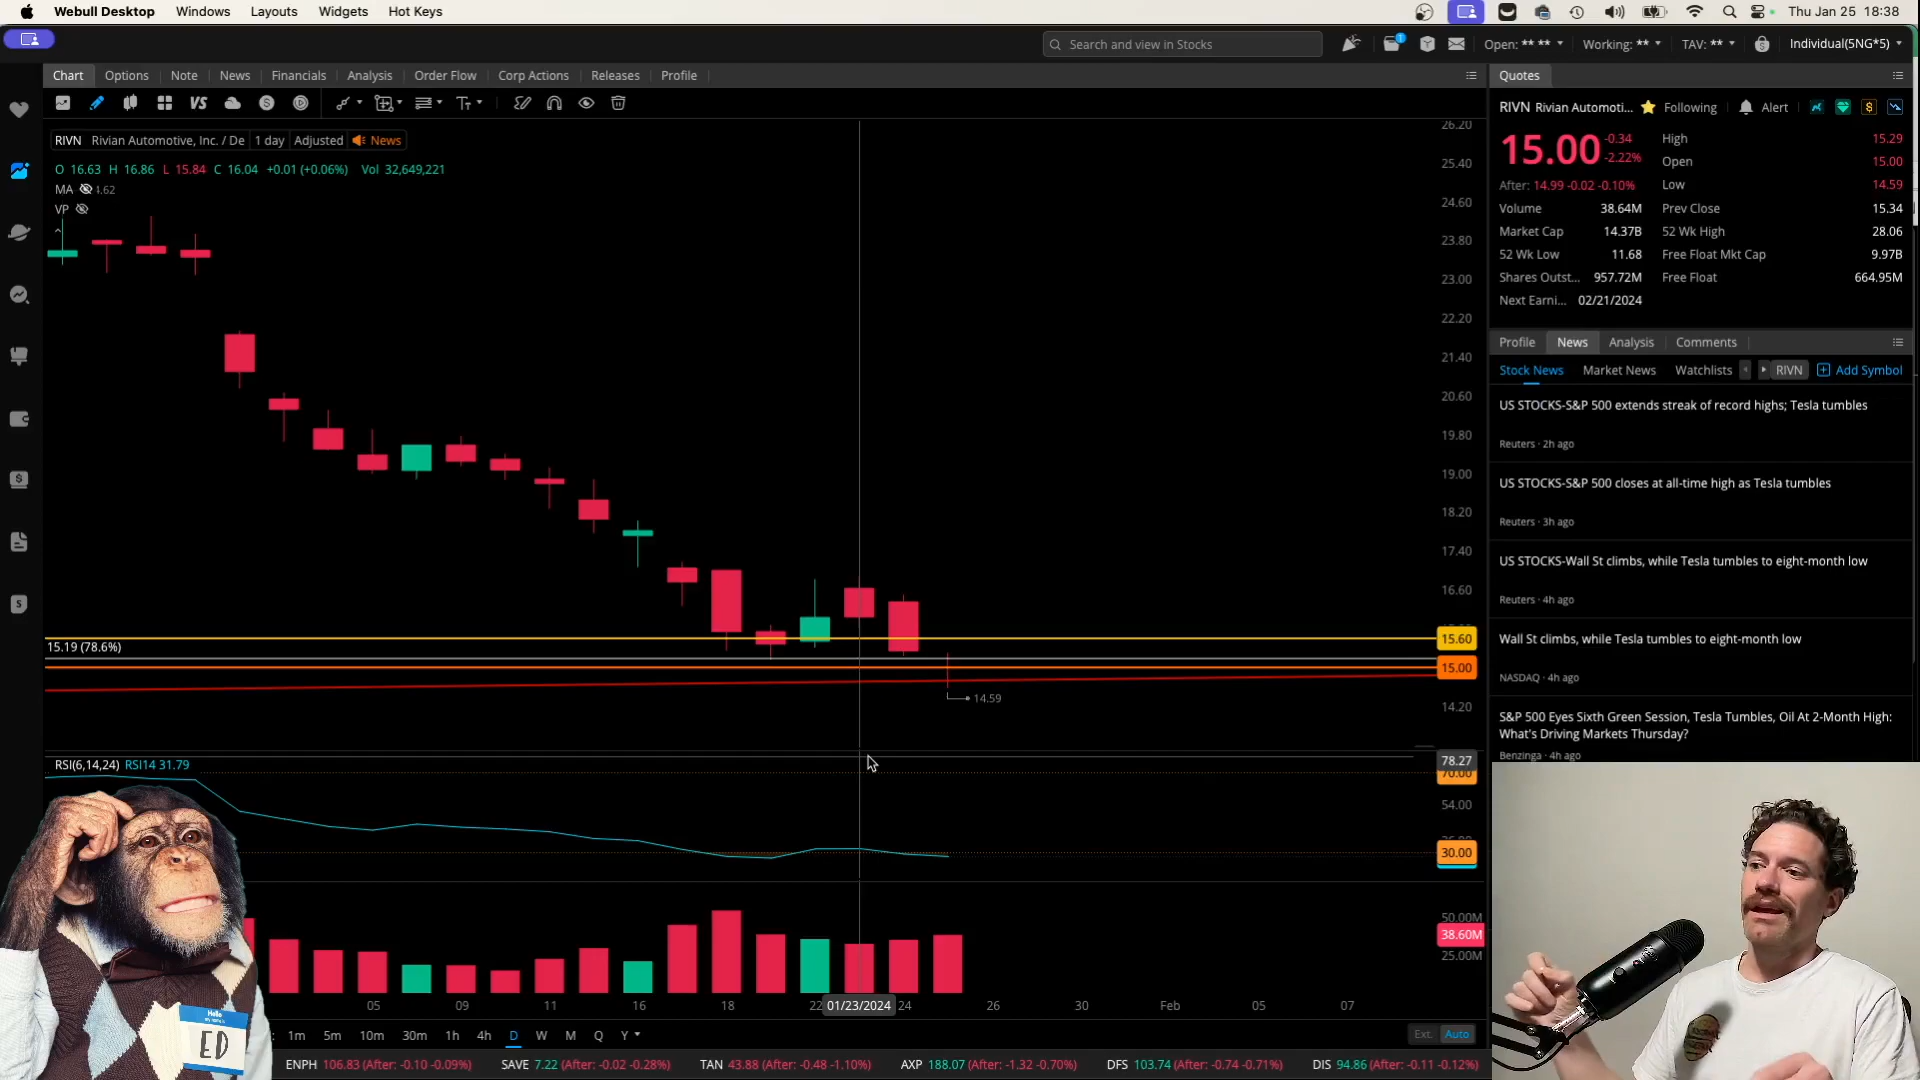 Webull Desktop Windows Layouts Widgets Hot Keys Thu Jan 25 18:38
Search and view in Stocks 1 Open: ** ** Working: ** TAV: ** Individual(5NG*5)
Chart Options Note News Financials Analysis Order Flow Corp Actions Releases Profile
VS
RIVN Rivian Automotive, Inc. / De 1 day Adjusted News
O 16.63 H 16.86 L 15.84 C 16.04 +0.01 (+0.06%) Vol 32,649,221
MA
VP
26.20
25.40
24.60
23.80
23.00
22.20
21.40
20.60
19.80
19.00
18.20
17.40
16.60
15.60
15.19 (78.6%)
15.00
14.59
14.20
RSI(6,14,24) RSI14 31.79
78.27
70.00
54.00
30.00
50.00M
38.60M
25.00M
05 09 11 16 18 22 01/23/2024 24 26 30 Feb 05 07
1m 5m 10m 30m 1h 4h D W M Q Y Ext. Auto
ENPH 106.83 (After: -0.10 -0.09%) SAVE 7.22 (After: -0.02 -0.28%) TAN 43.88 (After: -0.48 -1.10%) AXP 188.07 (After: -1.32 -0.70%) DFS 103.74 (After: -0.74 -0.71%) DIS 94.86 (After: -0.11 -0.12%)
Hello
ED
Quotes
RIVN Rivian Automoti... Following Alert
15.00 -0.34
-2.22%
After: 14.99 -0.02 -0.10%
High 15.29
Open 15.00
Low 14.59
Volume 38.64M Prev Close 15.34
Market Cap 14.37B 52 Wk High 28.06
52 Wk Low 11.68 Free Float Mkt Cap 9.97B
Shares Outst... 957.72M Free Float 664.95M
Next Earni... 02/21/2024
Profile News Analysis Comments
Stock News Market News Watchlists RIVN Add Symbol
US STOCKS-S&P 500 extends streak of record highs; Tesla tumbles
Reuters · 2h ago
US STOCKS-S&P 500 closes at all-time high as Tesla tumbles
Reuters · 3h ago
US STOCKS-Wall St climbs, while Tesla tumbles to eight-month low
Reuters · 4h ago
Wall St climbs, while Tesla tumbles to eight-month low
NASDAQ · 4h ago
S&P 500 Eyes Sixth Green Session, Tesla Tumbles, Oil At 2-Month High:
What's Driving Markets Thursday?
Benzinga · 4h ago